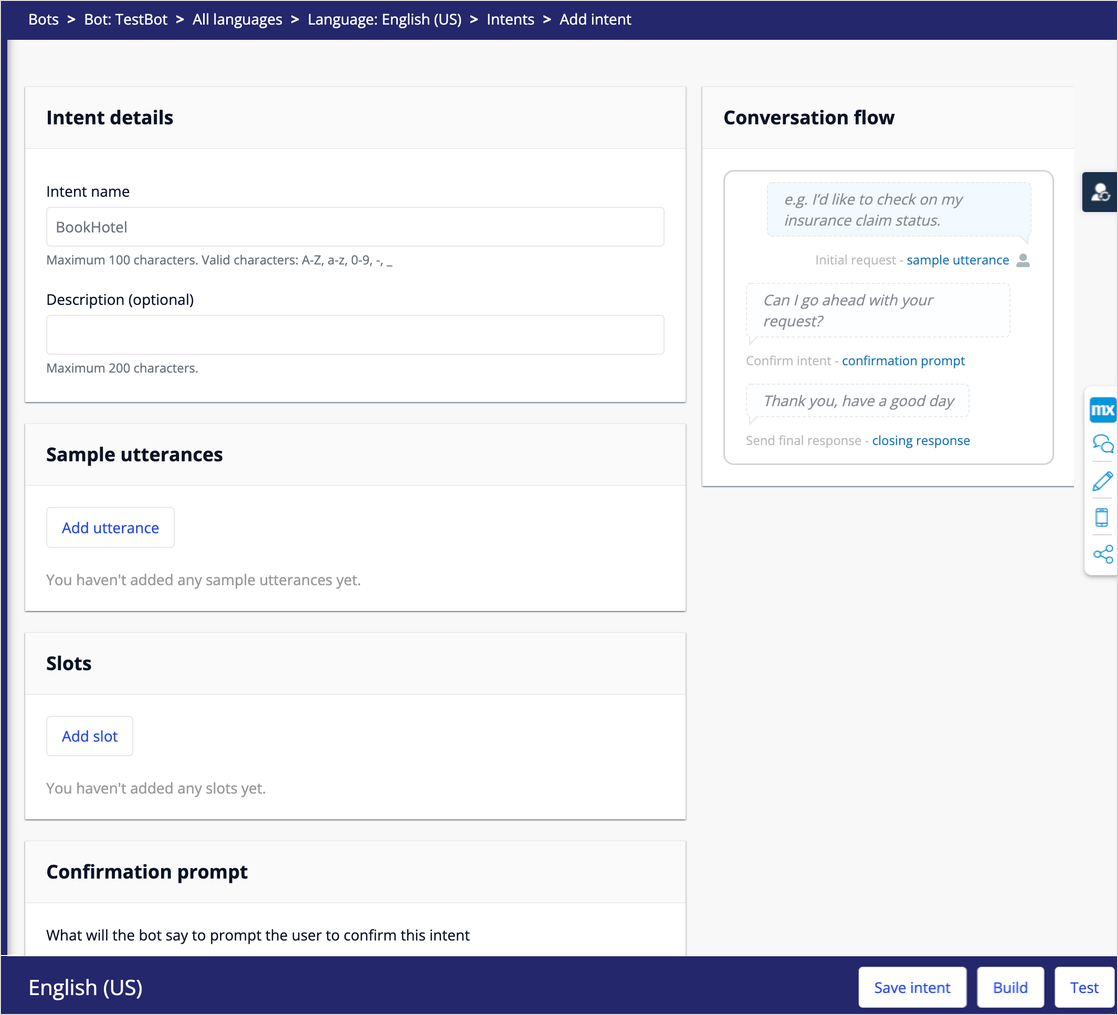 Bots > Bot: TestBot > All languages > Language: English (US) > Intents > Add intent
Intent details
Intent name
BookHotel
Maximum 100 characters. Valid characters: A-Z, a-z, 0-9, -, _
Description (optional)
Maximum 200 characters.
Sample utterances
Add utterance
You haven't added any sample utterances yet.
Slots
Add slot
You haven't added any slots yet.
Confirmation prompt
What will the bot say to prompt the user to confirm this intent
Conversation flow
e.g. I’d like to check on my
insurance claim status.
Initial request - sample utterance
Can I go ahead with your
request?
Confirm intent - confirmation prompt
Thank you, have a good day
Send final response - closing response
mx
English (US)
Save intent
Build
Test